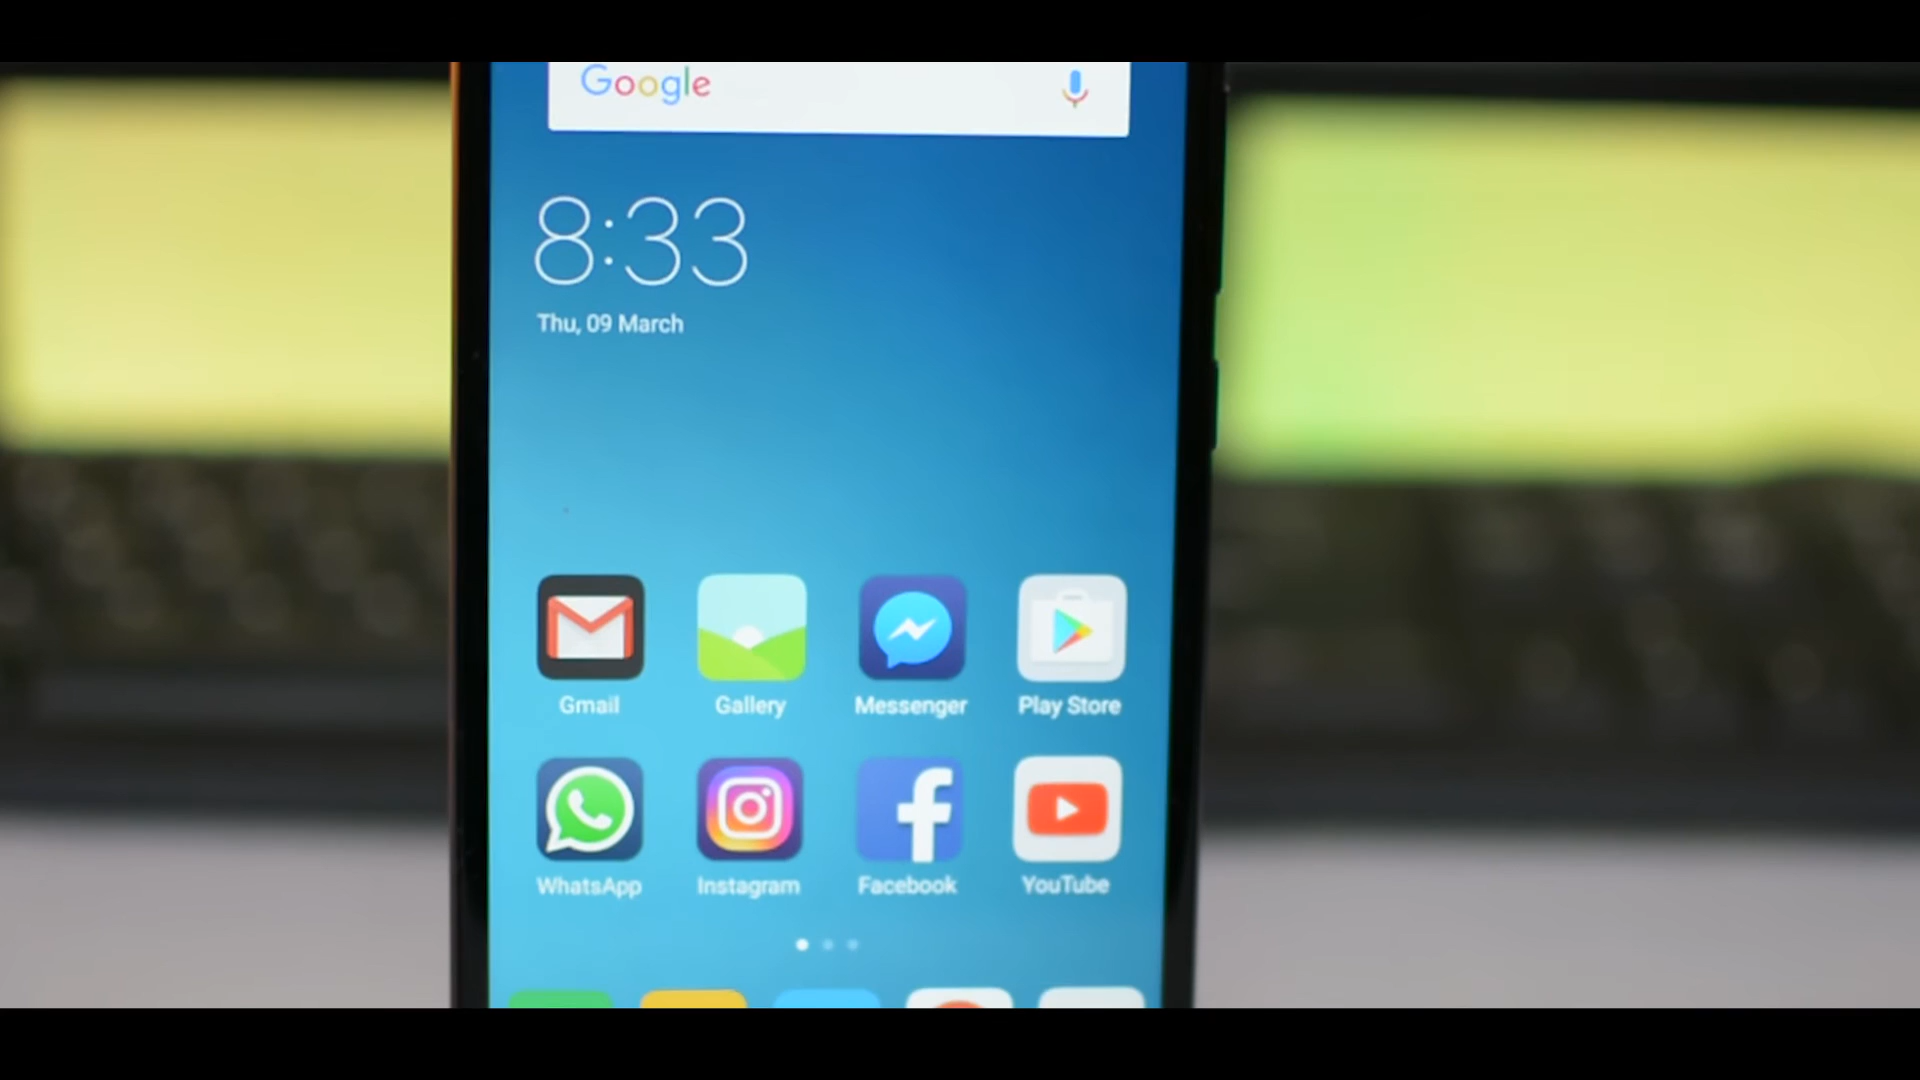 Google
8:33
Thu, 09 March
Gmail
Gallery
Messenger
Play Store
WhatsApp
Instagram
Facebook
YouTube